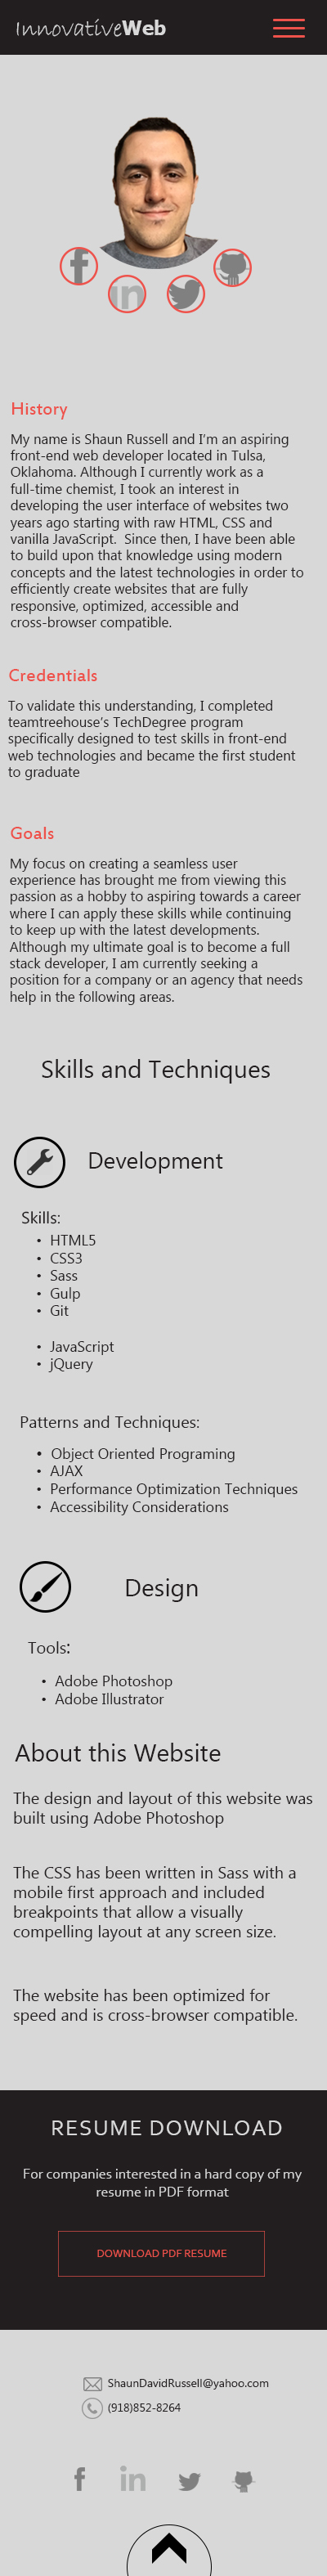 InnovativeWeb
in
History
My name is Shaun Russell and I'm an aspiring
front-end web developer located in Tulsa,
Oklahoma. Although I currently work as a
full-time chemist, I took an interest in
developing the user interface of websites two
years ago starting with raw HTML, CSS and
vanilla JavaScript.  Since then, I have been able
to build upon that knowledge using modern
concepts and the latest technologies in order to
efficiently create websites that are fully
responsive, optimized, accessible and
cross-browser compatible.
Credentials
To validate this understanding, I completed
teamtreehouse's TechDegree program
specifically designed to test skills in front-end
web technologies and became the first student
to graduate
Goals
My focus on creating a seamless user
experience has brought me from viewing this
passion as a hobby to aspiring towards a career
where I can apply these skills while continuing
to keep up with the latest developments.
Although my ultimate goal is to become a full
stack developer, I am currently seeking a
position for a company or an agency that needs
help in the following areas.
Skills and Techniques
Development
Skills:
• HTML5
• CSS3
• Sass
• Gulp
• Git
• JavaScript
• jQuery
Patterns and Techniques:
• Object Oriented Programing
• AJAX
• Performance Optimization Techniques
• Accessibility Considerations
Design
Tools:
• Adobe Photoshop
• Adobe Illustrator
About this Website
The design and layout of this website was
built using Adobe Photoshop
The CSS has been written in Sass with a
mobile first approach and included
breakpoints that allow a visually
compelling layout at any screen size.
The website has been optimized for
speed and is cross-browser compatible.
RESUME DOWNLOAD
For companies interested in a hard copy of my
resume in PDF format
DOWNLOAD PDF RESUME
ShaunDavidRussell@yahoo.com
(918)852-8264
in